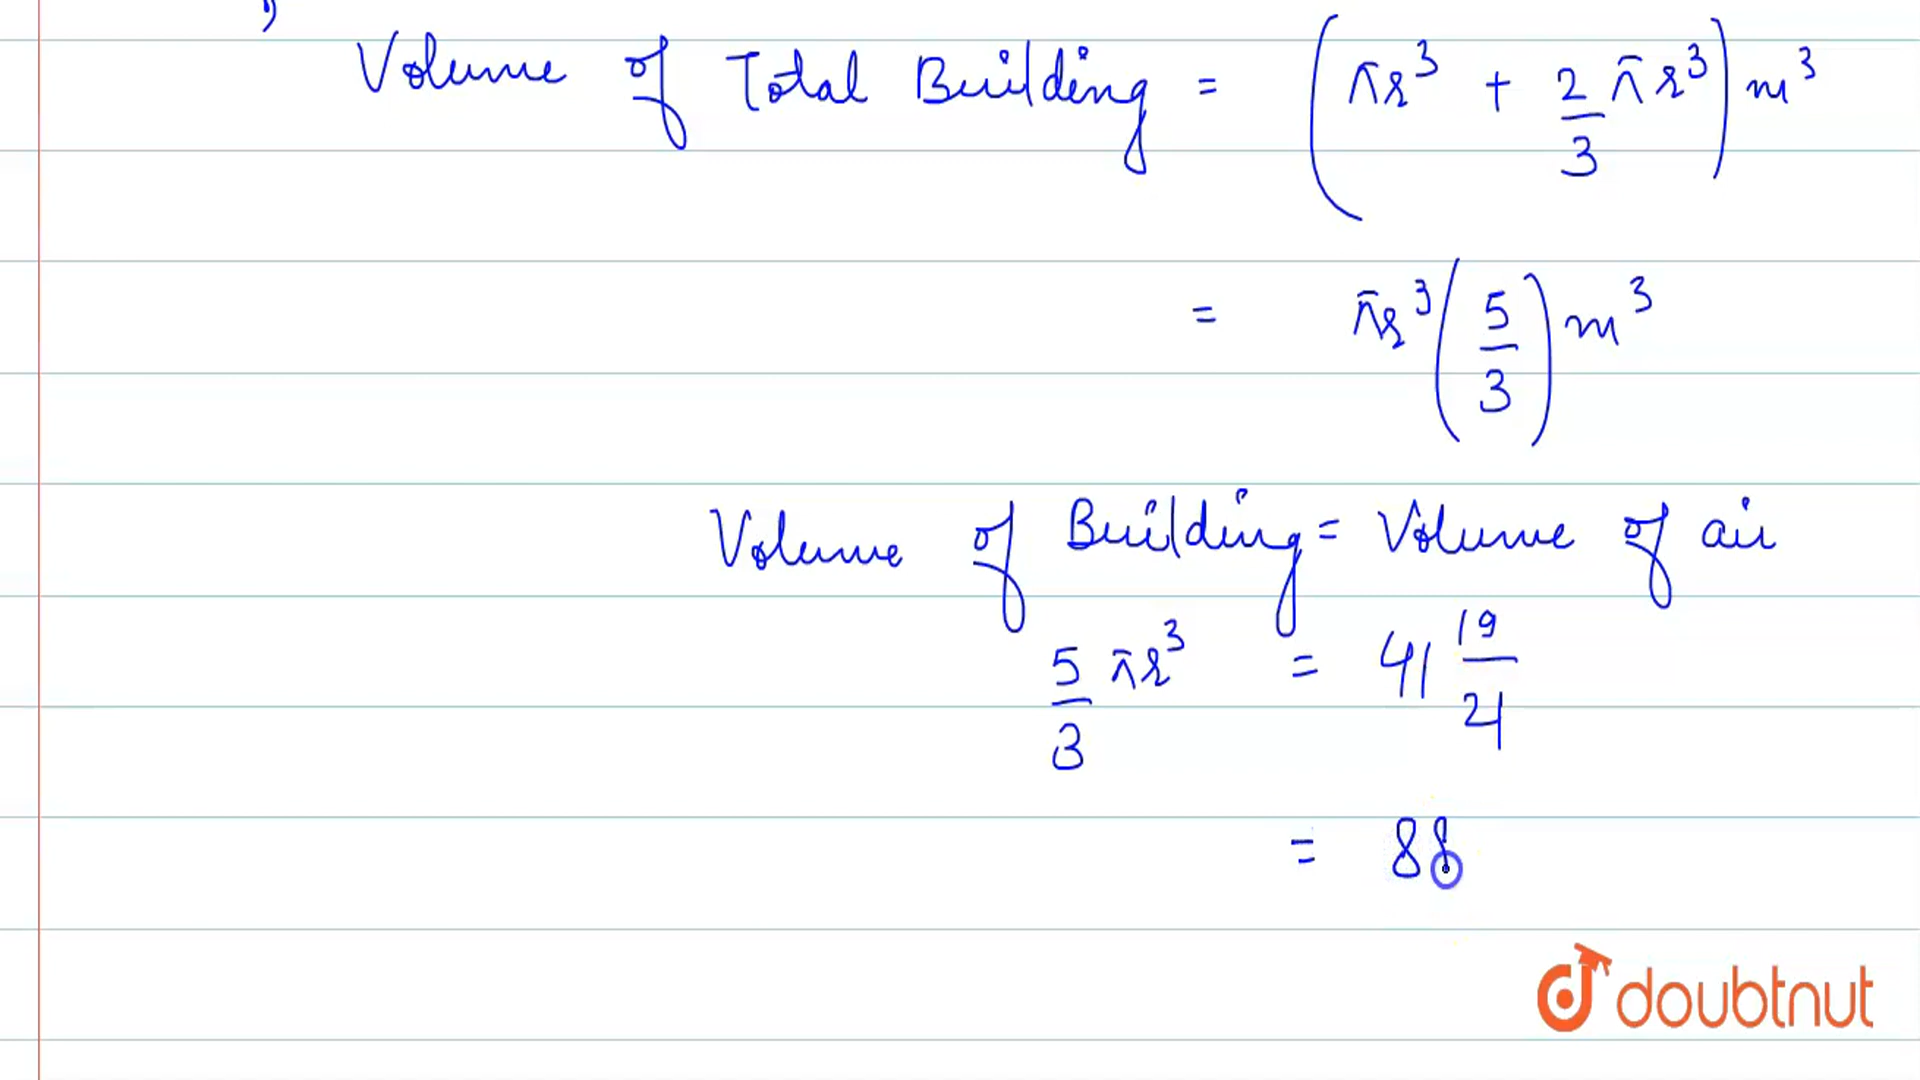 Volume of Total Building = (πr³ + 2/3 πr³) m³
= πr³ (5/3) m³
Volume of Building = Volume of air
5/3 πr³ = 41 19/21
= 88
doubtnut